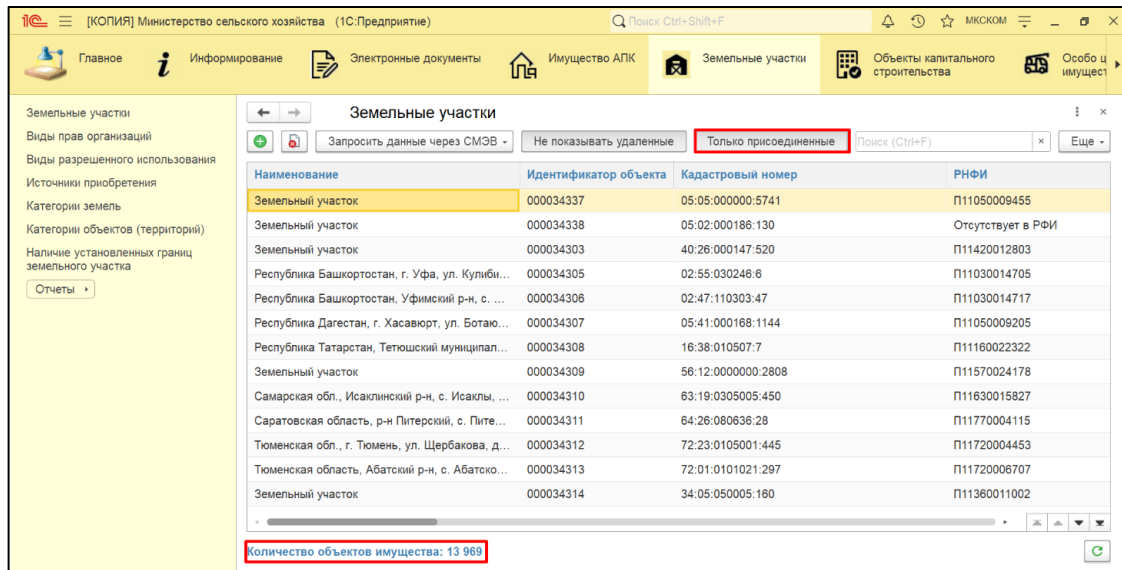 [КОПИЯ] Министерство сельского хозяйства (1С:Предприятие)
Поиск Ctrl+Shift+F
МКСКОМ
Главное
Информирование
Электронные документы
Имущество АПК
Земельные участки
Объекты капитального
строительства
Особо ц
имущест
Земельные участки
Виды прав организаций
Виды разрешенного использования
Источники приобретения
Категории земель
Категории объектов (территорий)
Наличие установленных границ
земельного участка
Отчеты
Земельные участки
Запросить данные через СМЭВ
Не показывать удаленные
Только присоединенные
Поиск (Ctrl+F)
Еще
Наименование Идентификатор объекта Кадастровый номер РНФИ
Земельный участок 000034337 05:05:000000:5741 П11050009455
Земельный участок 000034338 05:02:000186:130 Отсутствует в РФИ
Земельный участок 000034303 40:26:000147:520 П11420012803
Республика Башкортостан, г. Уфа, ул. Кулиби... 000034305 02:55:030246:6 П11030014705
Республика Башкортостан, Уфимский р-н, с. ... 000034306 02:47:110303:47 П11030014717
Республика Дагестан, г. Хасавюрт, ул. Ботаю... 000034307 05:41:000168:1144 П11050009205
Республика Татарстан, Тетюшский муниципал... 000034308 16:38:010507:7 П11160022322
Земельный участок 000034309 56:12:0000000:2808 П11570024178
Самарская обл., Исаклинский р-н, с. Исаклы, ... 000034310 63:19:0305005:450 П11630015827
Саратовская область, р-н Питерский, с. Пите... 000034311 64:26:080636:28 П11770004115
Тюменская обл., г. Тюмень, ул. Щербакова, д... 000034312 72:23:0105001:445 П11720004453
Тюменская область, Абатский р-н, с. Абатско... 000034313 72:01:0101021:297 П11720006707
Земельный участок 000034314 34:05:050005:160 П11360011002
Количество объектов имущества: 13 969